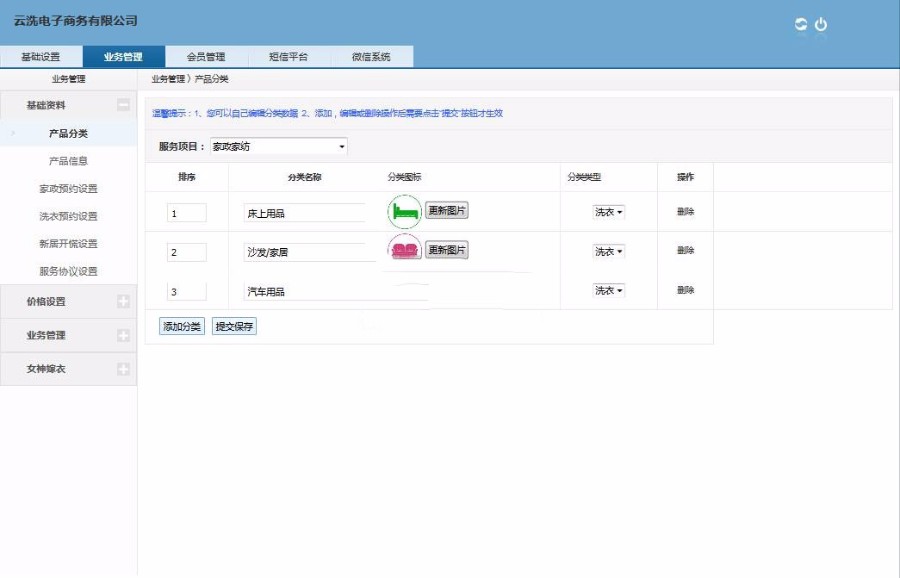 云洗电子商务有限公司
基础设置 业务管理 会员管理 短信平台 微信系统
业务管理 业务管理 〉产品分类
基础资料
产品分类
产品信息
家政预约设置
洗衣预约设置
新居开慌设置
服务协议设置
价格设置
业务管理
女神嫁衣
温馨提示：1、您可以自己编辑分类数据 2、添加，编辑或删除操作后需要点击‘提交’按钮才生效
服务项目： 家政家纺
排序 分类名称 分类图标 分类类型 操作
1 床上用品 更新图片 洗衣 删除
2 沙发/家居 更新图片 洗衣 删除
3 汽车用品 洗衣 删除
添加分类 提交保存